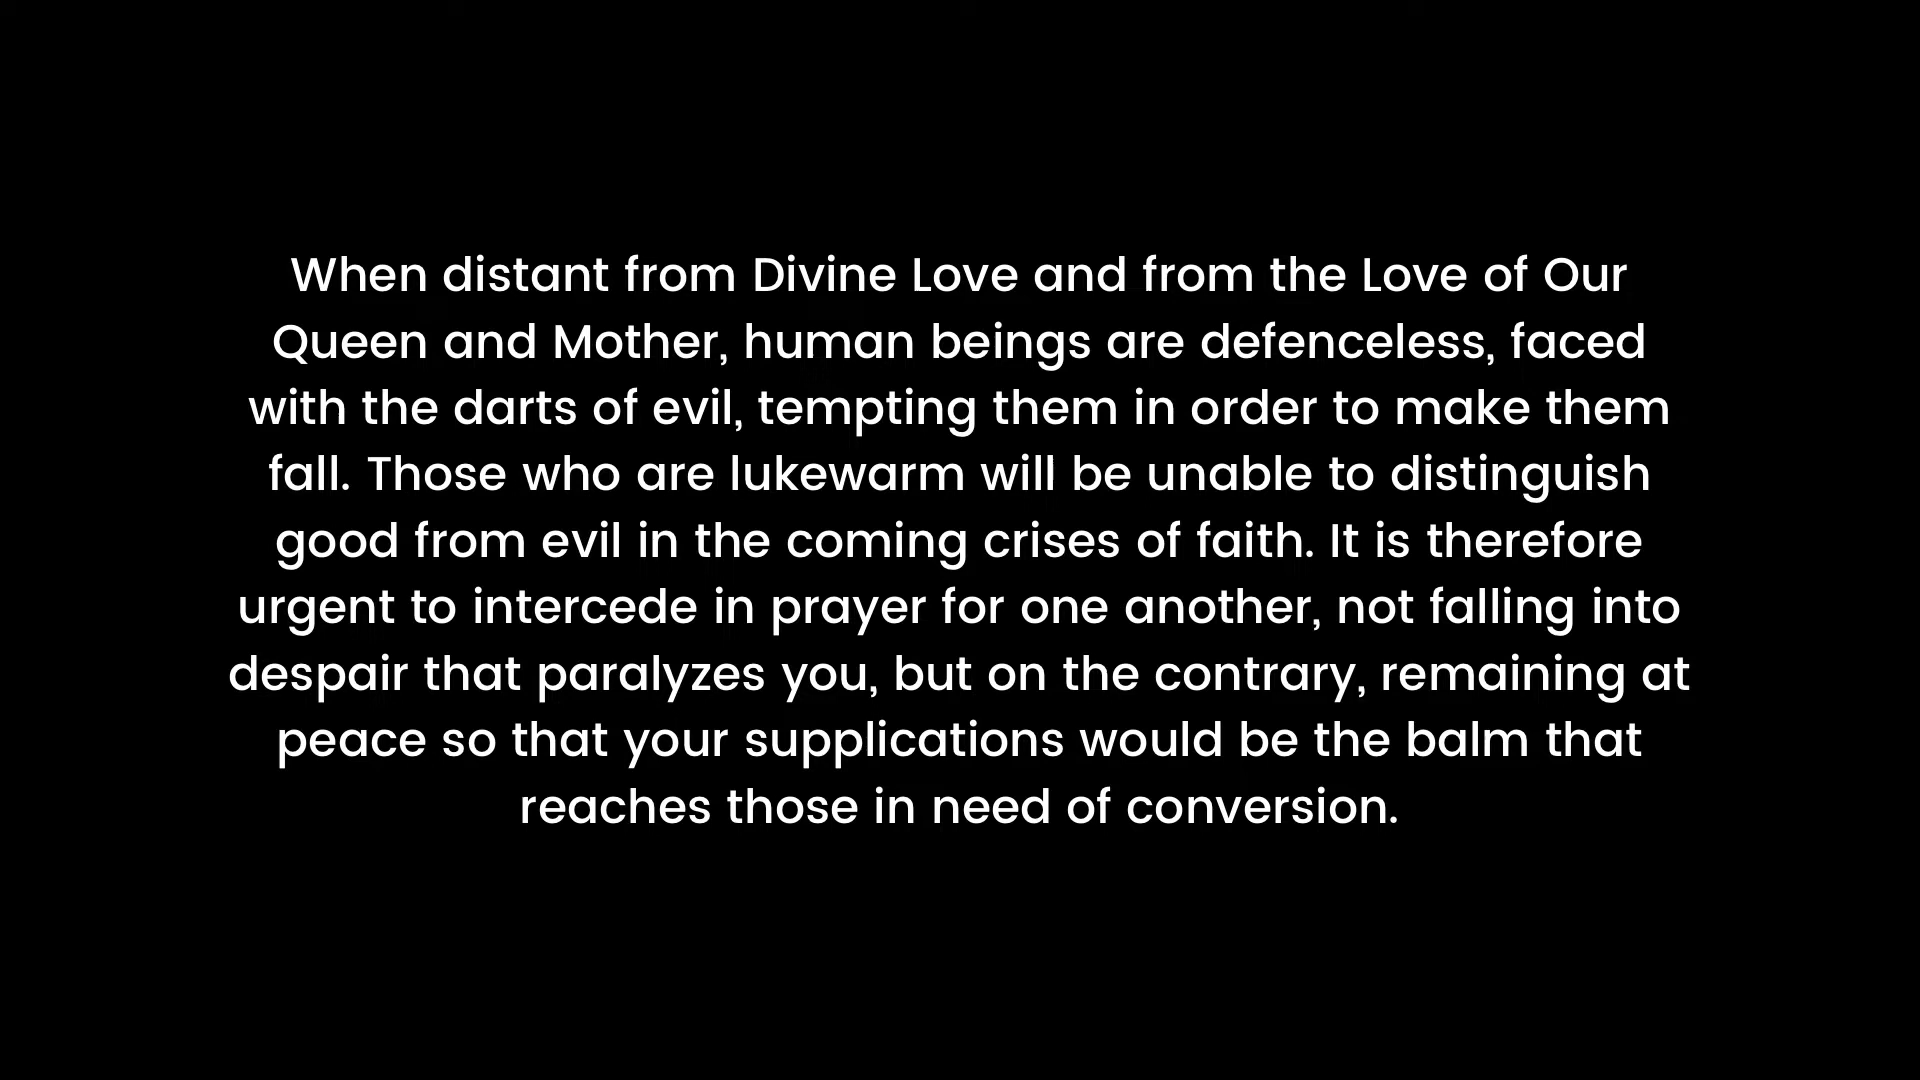 When distant from Divine Love and from the Love of Our
Queen and Mother, human beings are defenceless, faced
with the darts of evil, tempting them in order to make them
fall. Those who are lukewarm will be unable to distinguish
good from evil in the coming crises of faith. It is therefore
urgent to intercede in prayer for one another, not falling into
despair that paralyzes you, but on the contrary, remaining at
peace so that your supplications would be the balm that
reaches those in need of conversion.